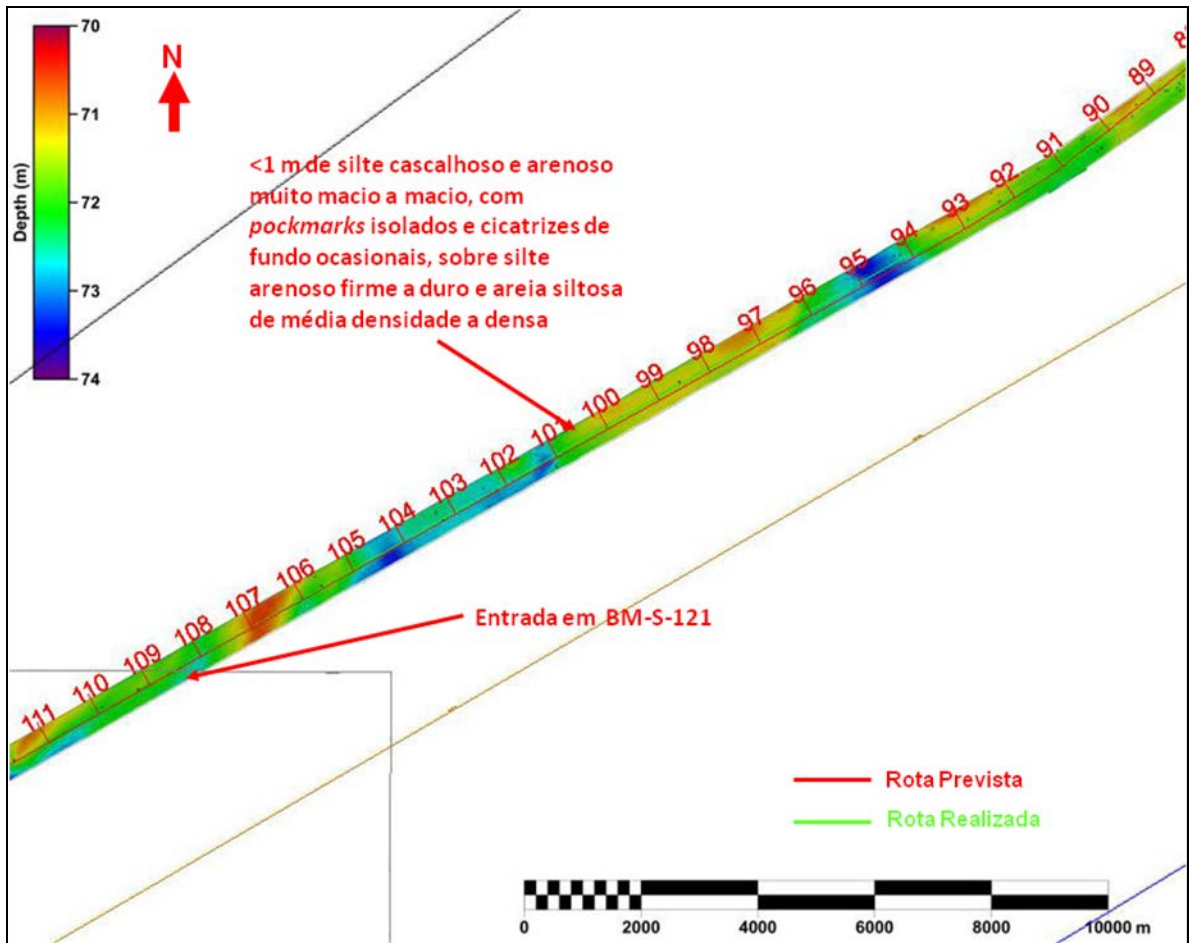 70
71
72
73
74
Depth (m)
N
<1 m de silte cascalhoso e arenoso
muito macio a macio, com
pockmarks isolados e cicatrizes de
fundo ocasionais, sobre silte
arenoso firme a duro e areia siltosa
de média densidade a densa
89
90
91
92
93
94
95
96
97
98
99
100
101
102
103
104
105
106
107
108
109
110
111
Entrada em BM-S-121
Rota Prevista
Rota Realizada
0
2000
4000
6000
8000
10000 m